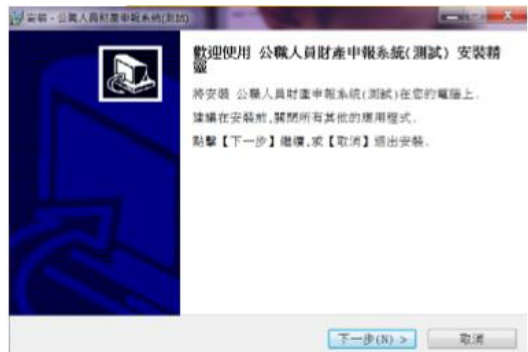 安裝 - 公職人員財產申報系統(測試)
歡迎使用 公職人員財產申報系統(測試) 安裝精
靈
將安裝 公職人員財產申報系統(測試)在您的電腦上.
建議在安裝前,關閉所有其他的應用程式.
點擊【下一步】繼續,或【取消】退出安裝.
下一步(N) >
取消